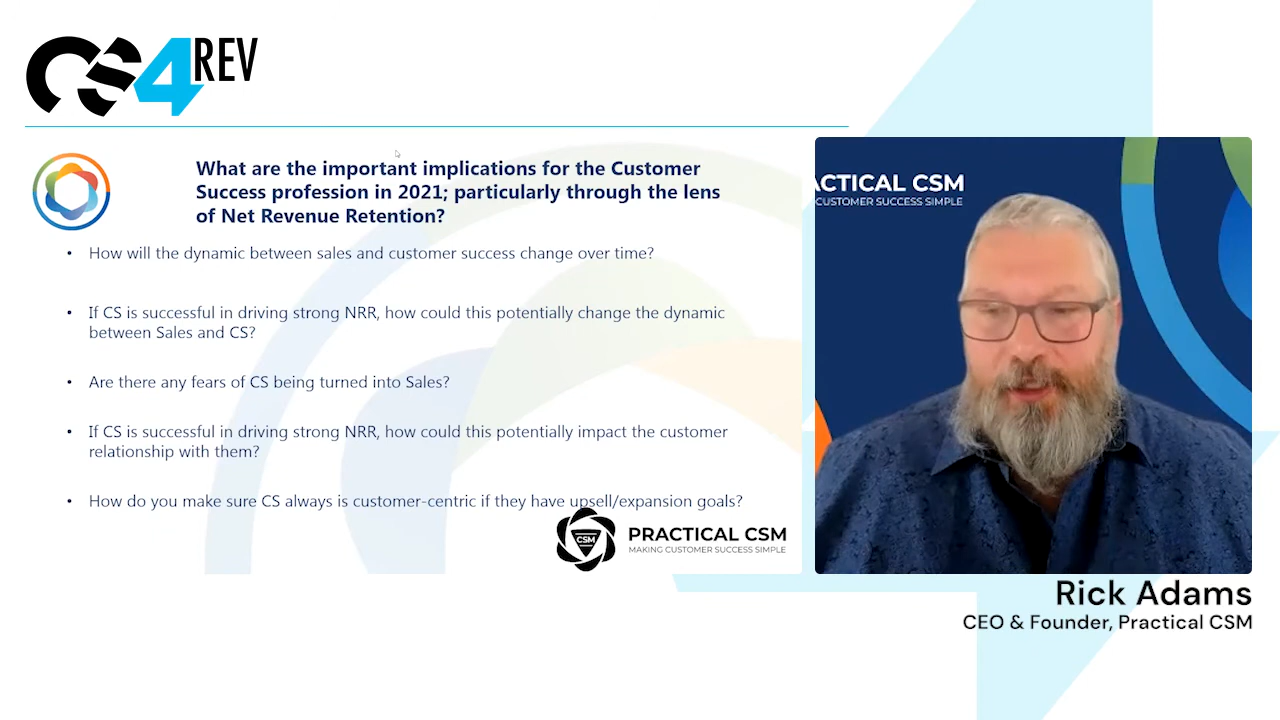 CS4REV
What are the important implications for the Customer
Success profession in 2021; particularly through the lens
of Net Revenue Retention?
• How will the dynamic between sales and customer success change over time?
• If CS is successful in driving strong NRR, how could this potentially change the dynamic
between Sales and CS?
• Are there any fears of CS being turned into Sales?
• If CS is successful in driving strong NRR, how could this potentially impact the customer
relationship with them?
• How do you make sure CS always is customer-centric if they have upsell/expansion goals?
CSM
PRACTICAL CSM
MAKING CUSTOMER SUCCESS SIMPLE
ACTICAL CSM
CUSTOMER SUCCESS SIMPLE
Rick Adams
CEO & Founder, Practical CSM